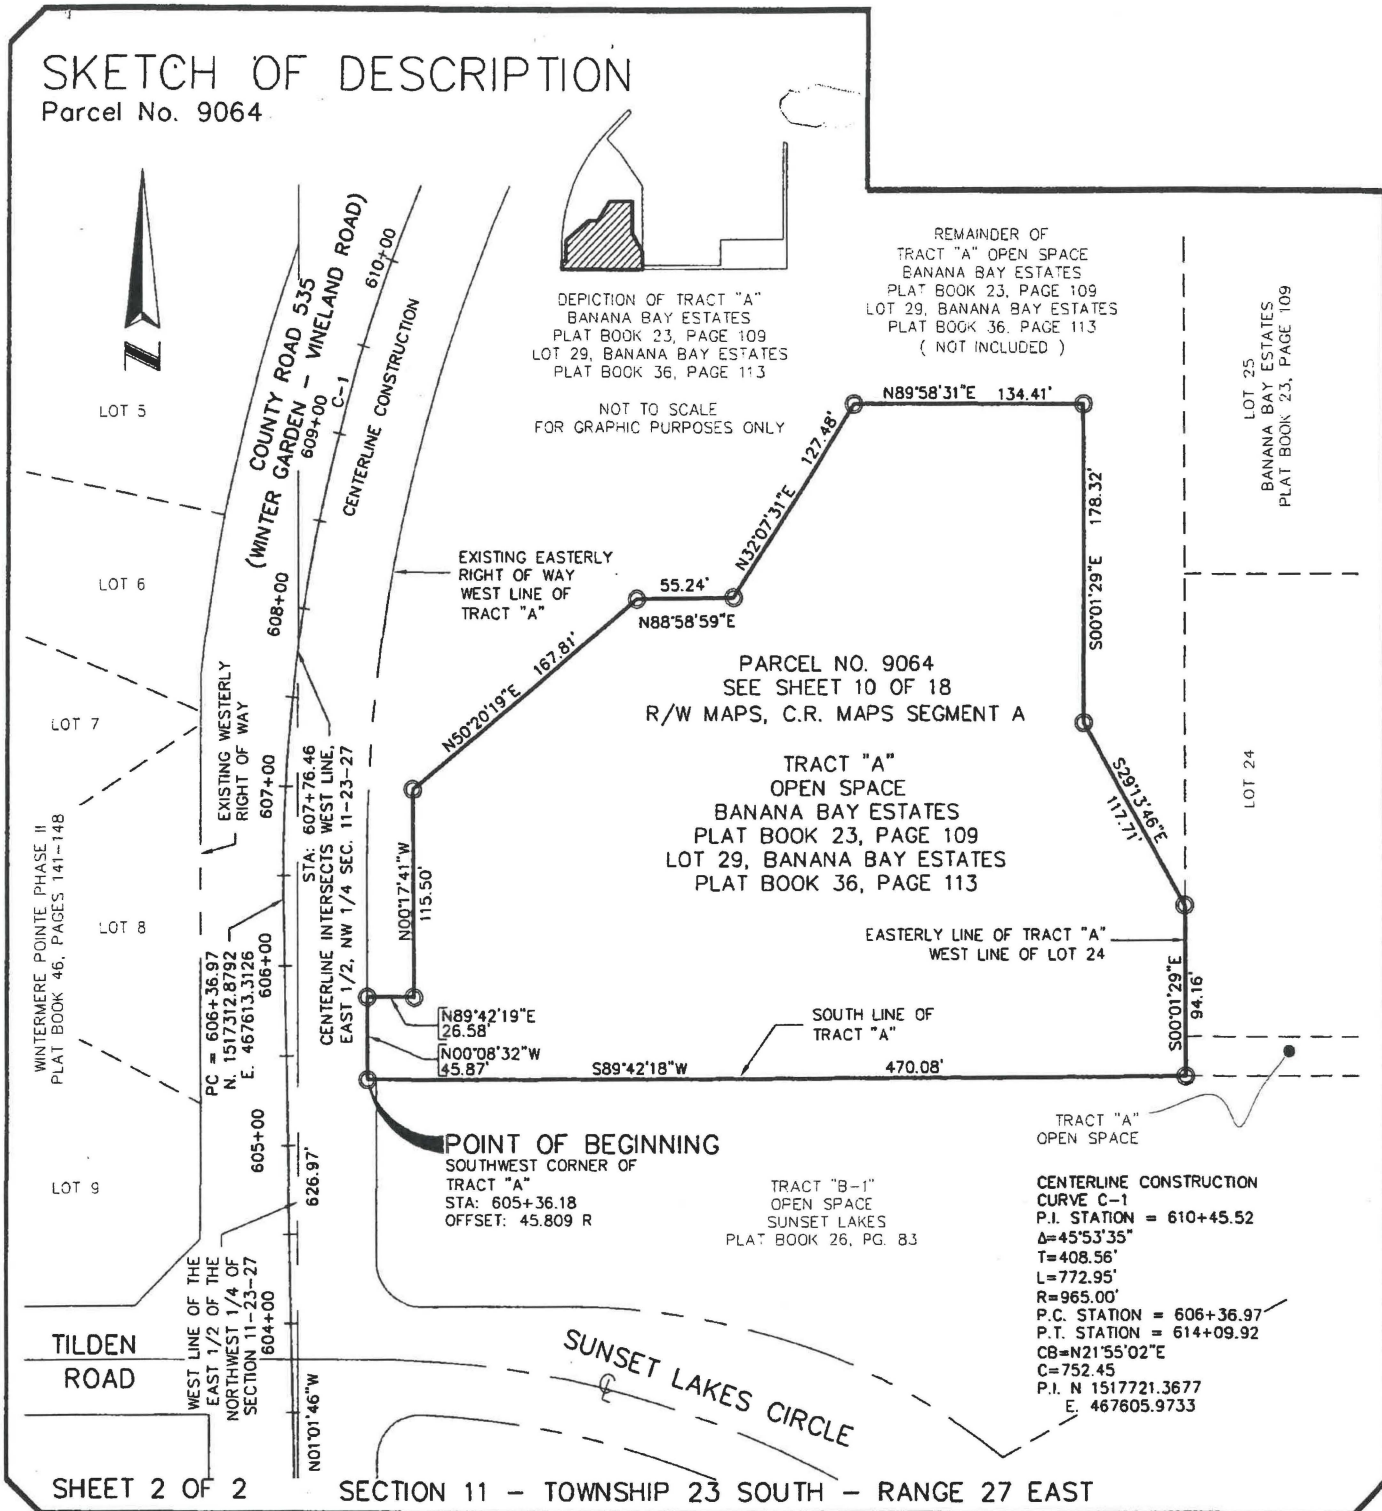 SKETCH OF DESCRIPTION
Parcel No. 9064
COUNTY ROAD 535
(WINTER GARDEN - VINELAND ROAD)
610+00
609+00
C-1
608+00
607+00
606+00
605+00
604+00
CENTERLINE CONSTRUCTION
DEPICTION OF TRACT "A"
BANANA BAY ESTATES
PLAT BOOK 23, PAGE 109
LOT 29, BANANA BAY ESTATES
PLAT BOOK 36, PAGE 113
NOT TO SCALE
FOR GRAPHIC PURPOSES ONLY
REMAINDER OF
TRACT "A" OPEN SPACE
BANANA BAY ESTATES
PLAT BOOK 23, PAGE 109
LOT 29, BANANA BAY ESTATES
PLAT BOOK 36. PAGE 113
( NOT INCLUDED )
LOT 25
BANANA BAY ESTATES
PLAT BOOK 23, PAGE 109
LOT 5
LOT 6
LOT 7
LOT 8
LOT 9
WINTERMERE POINTE PHASE II
PLAT BOOK 46, PAGES 141-148
EXISTING WESTERLY
RIGHT OF WAY
EXISTING EASTERLY
RIGHT OF WAY
WEST LINE OF
TRACT "A"
N89°58'31"E 134.41'
N32°07'31"E 127.48'
55.24'
N88°58'59"E
N50°20'19"E 167.81'
S00°01'29"E 178.32'
S29°13'46"E
117.71'
LOT 24
PARCEL NO. 9064
SEE SHEET 10 OF 18
R/W MAPS, C.R. MAPS SEGMENT A
TRACT "A"
OPEN SPACE
BANANA BAY ESTATES
PLAT BOOK 23, PAGE 109
LOT 29, BANANA BAY ESTATES
PLAT BOOK 36, PAGE 113
EASTERLY LINE OF TRACT "A"
WEST LINE OF LOT 24
S00°01'29"E
94.16'
N00°17'41"W
115.50'
STA: 607+76.46
CENTERLINE INTERSECTS WEST LINE,
EAST 1/2, NW 1/4 SEC. 11-23-27
PC = 606+36.97
N. 1517312.8792
E. 467613.3126
N89°42'19"E
26.58'
N00°08'32"W
45.87'
SOUTH LINE OF
TRACT "A"
S89°42'18"W 470.08'
POINT OF BEGINNING
SOUTHWEST CORNER OF
TRACT "A"
STA: 605+36.18
OFFSET: 45.809 R
626.97'
TRACT "B-1"
OPEN SPACE
SUNSET LAKES
PLAT BOOK 26, PG. 83
TRACT "A"
OPEN SPACE
CENTERLINE CONSTRUCTION
CURVE C-1
P.I. STATION = 610+45.52
Δ=45°53'35"
T=408.56'
L=772.95'
R=965.00'
P.C. STATION = 606+36.97
P.T. STATION = 614+09.92
CB=N21°55'02"E
C=752.45
P.I. N 1517721.3677
E. 467605.9733
WEST LINE OF THE
EAST 1/2 OF THE
NORTHWEST 1/4 OF
SECTION 11-23-27
N01°01'46"W
TILDEN
ROAD
SUNSET LAKES CIRCLE
℄
SHEET 2 OF 2
SECTION 11 - TOWNSHIP 23 SOUTH - RANGE 27 EAST